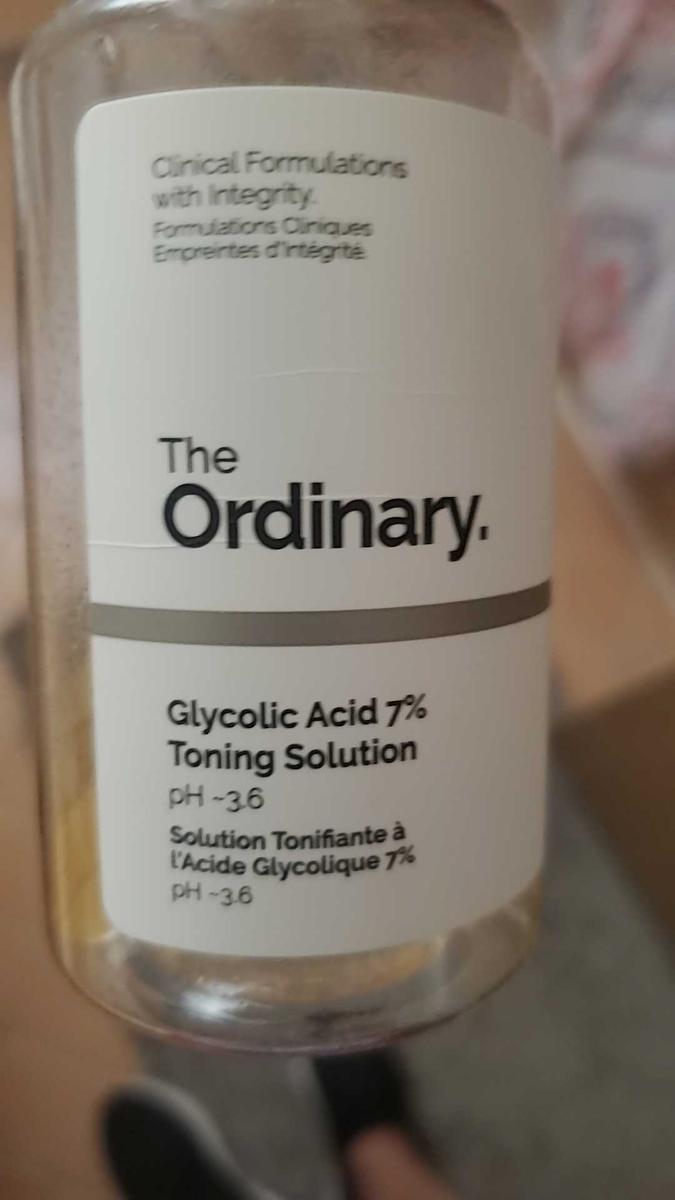 Clinical Formulations
with Integrity.
Formulations Cliniques
Empreintes d'Intégrité.
The
Ordinary.
Glycolic Acid 7%
Toning Solution
pH ~3.6
Solution Tonifiante à
l'Acide Glycolique 7%
pH ~3.6